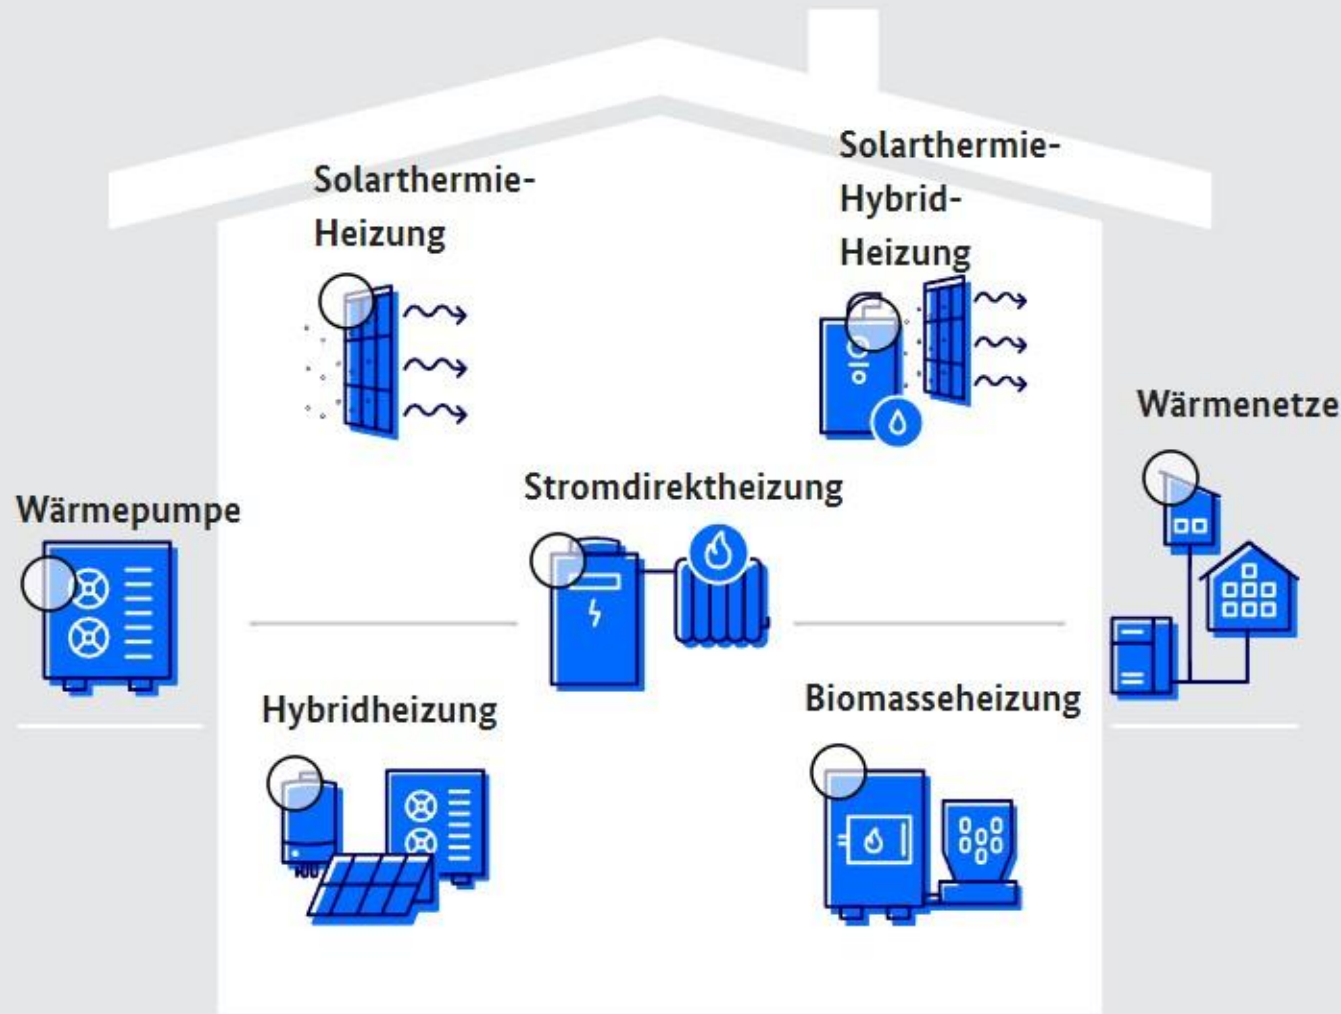 Solarthermie-
Heizung
Solarthermie-
Hybrid-
Heizung
Wärmenetze
Stromdirektheizung
Wärmepumpe
Hybridheizung
Biomasseheizung